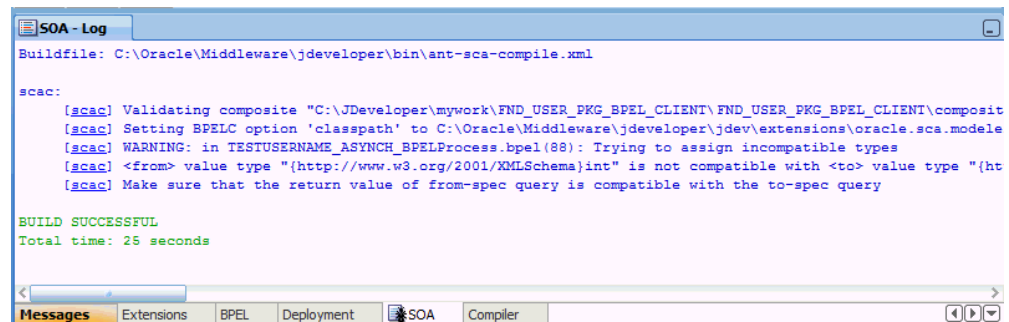 SOA - Log
Buildfile: C:\Oracle\Middleware\jdeveloper\bin\ant-sca-compile.xml
scac:
[scac] Validating composite "C:\JDeveloper\mywork\FND_USER_PKG_BPEL_CLIENT\FND_USER_PKG_BPEL_CLIENT\composit
[scac] Setting BPELC option 'classpath' to C:\Oracle\Middleware\jdeveloper\jdev\extensions\oracle.sca.modele
[scac] WARNING: in TESTUSERNAME_ASYNCH_BPELProcess.bpel(88): Trying to assign incompatible types
[scac] <from> value type "{http://www.w3.org/2001/XMLSchema}int" is not compatible with <to> value type "{ht
[scac] Make sure that the return value of from-spec query is compatible with the to-spec query
BUILD SUCCESSFUL
Total time: 25 seconds
Messages Extensions BPEL Deployment SOA Compiler